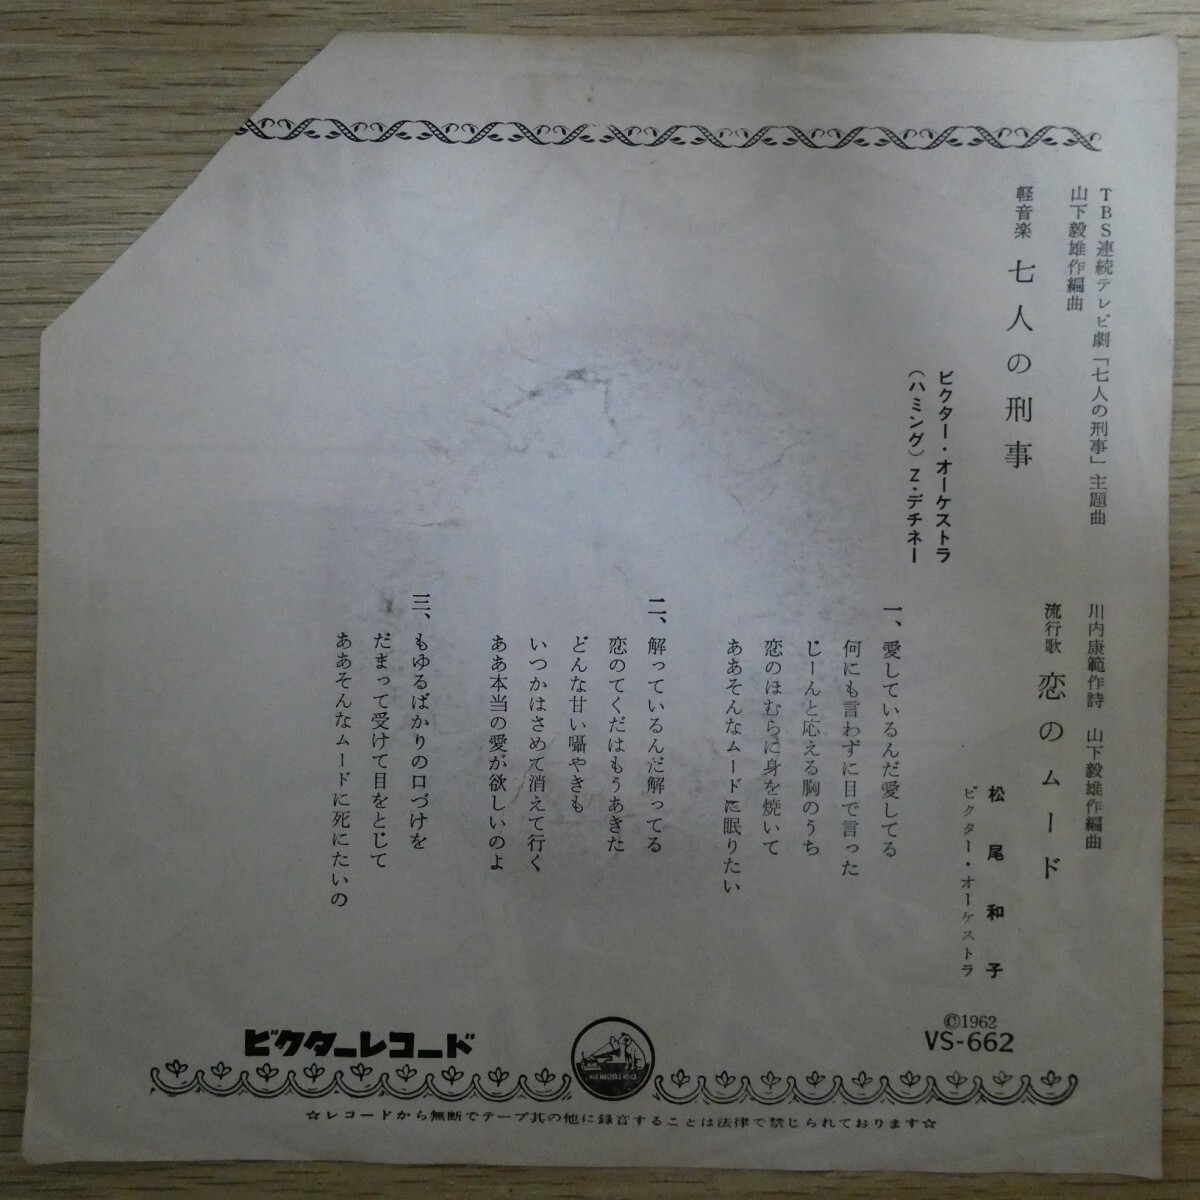 TBS連続テレビ劇「七人の刑事」主題曲
山下毅雄作編曲
軽音楽 七人の刑事
ビクター・オーケストラ
(ハミング) Z・デチネー
川内康範作詩 山下毅雄作編曲
流行歌 恋のムード
松尾和子
ビクター・オーケストラ
一、愛しているんだ愛してる
何にも言わずに目で言った
じーんと応える胸のうち
恋のほむらに身を焼いて
ああそんなムードに眠りたい
二、解っているんだ解ってる
恋のてくだはもうあきた
どんな甘い囁やきも
いつかはさめて消えて行く
ああ本当の愛が欲しいのよ
三、もゆるばかりの口づけを
だまって受けて目をとじて
ああそんなムードに死にたいの
©1962
VS-662
ビクターレコード
HIS MASTER'S VOICE
☆レコードから無断でテープ其の他に録音することは法律で禁じられております☆